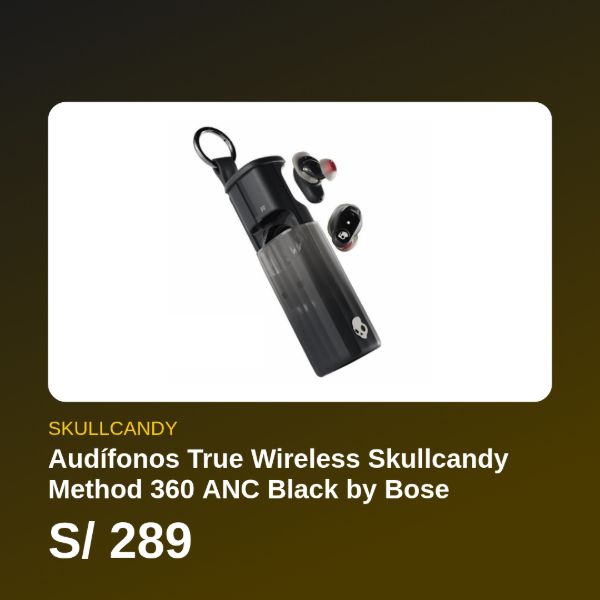 SKULLCANDY
Audífonos True Wireless Skullcandy
Method 360 ANC Black by Bose
S/ 289